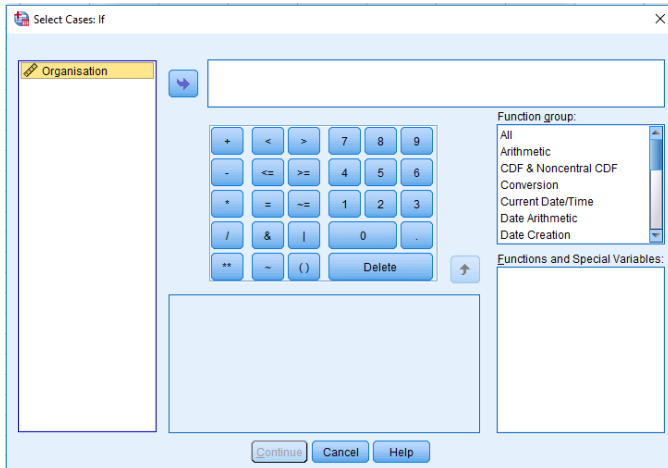 Select Cases: If
Organisation
Function group:
All
Arithmetic
CDF & Noncentral CDF
Conversion
Current Date/Time
Date Arithmetic
Date Creation
+ < > 7 8 9
- <= >= 4 5 6
* = ~= 1 2 3
/ & | 0 .
** ~ () Delete
Functions and Special Variables:
Continue Cancel Help